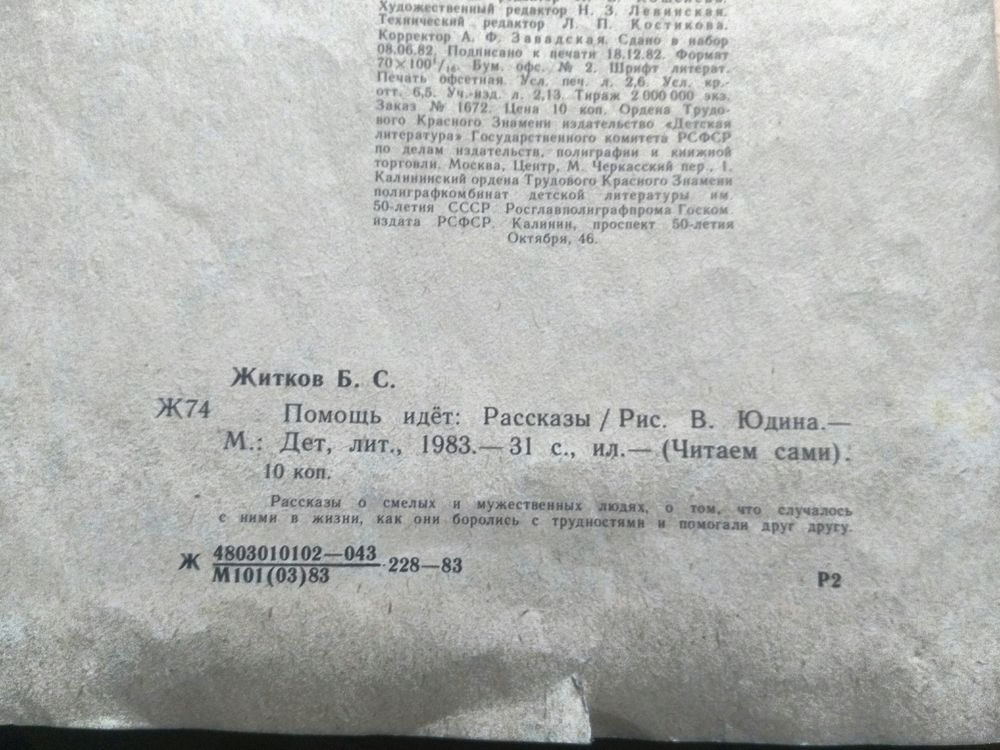 Художественный редактор Н. З. Левинская.
Технический редактор Л. П. Костикова.
Корректор А. Ф. Завадская. Сдано в набор
08.06.82. Подписано к печати 18.12.82. Формат
70×100¹/₁₆. Бум. офс. № 2. Шрифт литерат.
Печать офсетная. Усл. печ. л. 2,6. Усл. кр.-
отт. 6,5. Уч.-изд. л. 2,13. Тираж 2 000 000 экз.
Заказ № 1672. Цена 10 коп. Ордена Трудо-
вого Красного Знамени издательство «Детская
литература» Государственного комитета РСФСР
по делам издательств, полиграфии и книжной
торговли. Москва, Центр, М. Черкасский пер., 1.
Калининский ордена Трудового Красного Знамени
полиграфкомбинат детской литературы им.
50-летия СССР Росглавполиграфпрома Госком
издата РСФСР. Калинин, проспект 50-летия
Октября, 46.
Житков Б. С.
Ж74 Помощь идёт: Рассказы / Рис. В. Юдина.—
М.: Дет, лит., 1983.— 31 с., ил.— (Читаем сами).
10 коп.
Рассказы о смелых и мужественных людях, о том, что случалось
с ними в жизни, как они боролись с трудностями и помогали друг другу.
Ж 4803010102—043
М101(03)83 228—83
Р2